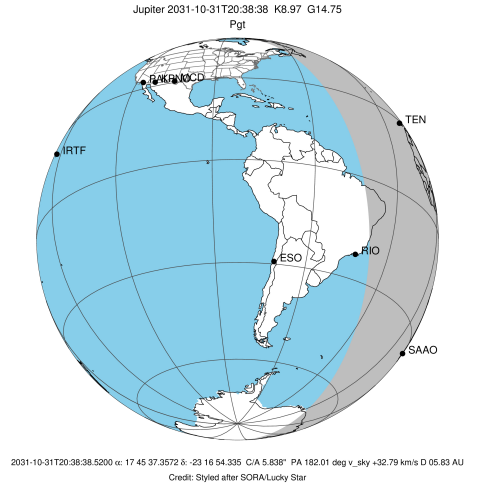 Jupiter 2031-10-31T20:38:38 K8.97 G14.75
Pgt
MCD
TEN
IRTF
RIO
ESO
SAAO
2031-10-31T20:38:38.5200 α: 17 45 37.3572 δ: -23 16 54.335 C/A 5.838" PA 182.01 deg v_sky +32.79 km/s D 05.83 AU
Credit: Styled after SORA/Lucky Star